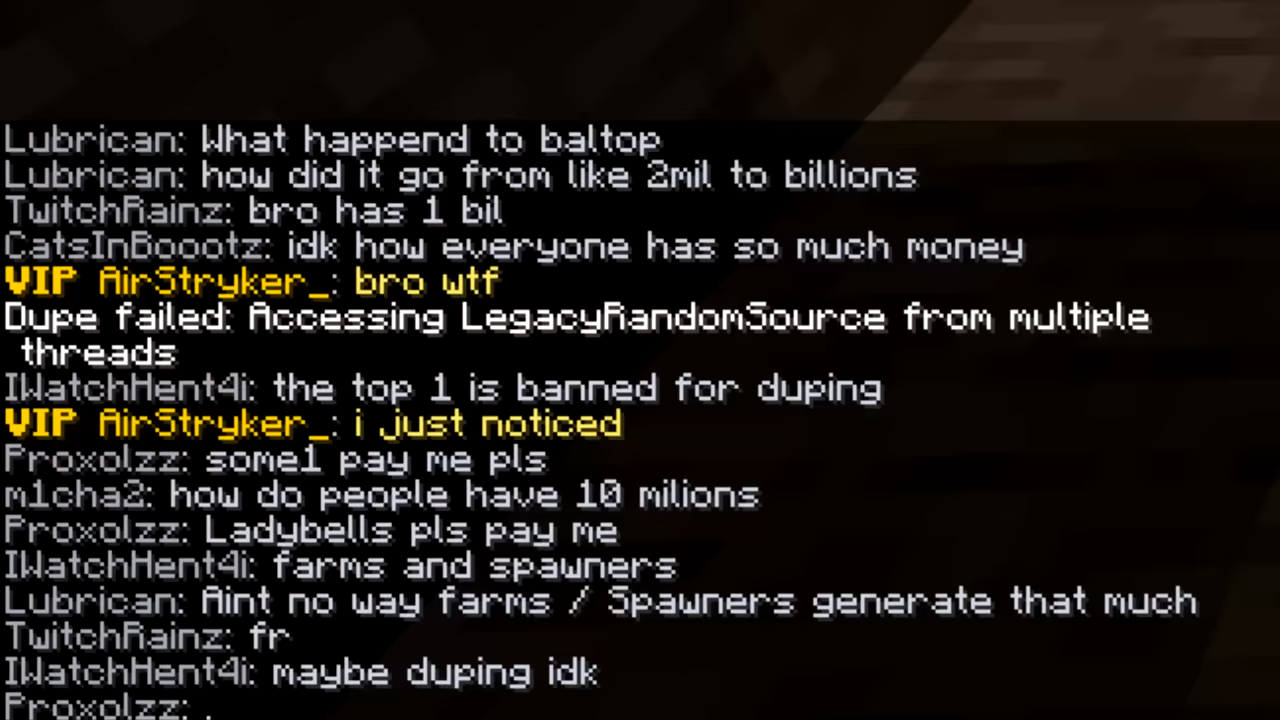 Lubrican: What happend to baltop
Lubrican: how did it go from like 2mil to billions
TwitchRainz: bro has 1 bil
CatsInBoootz: idk how everyone has so much money
VIP AirStryker_: bro wtf
Dupe failed: Accessing LegacyRandomSource from multiple
threads
IWatchHent4i: the top 1 is banned for duping
VIP AirStryker_: i just noticed
Proxolzz: some1 pay me pls
m1cha2: how do people have 10 milions
Proxolzz: Ladybells pls pay me
IWatchHent4i: farms and spawners
Lubrican: Aint no way farms / Spawners generate that much
TwitchRainz: fr
IWatchHent4i: maybe duping idk
Proxolzz: .